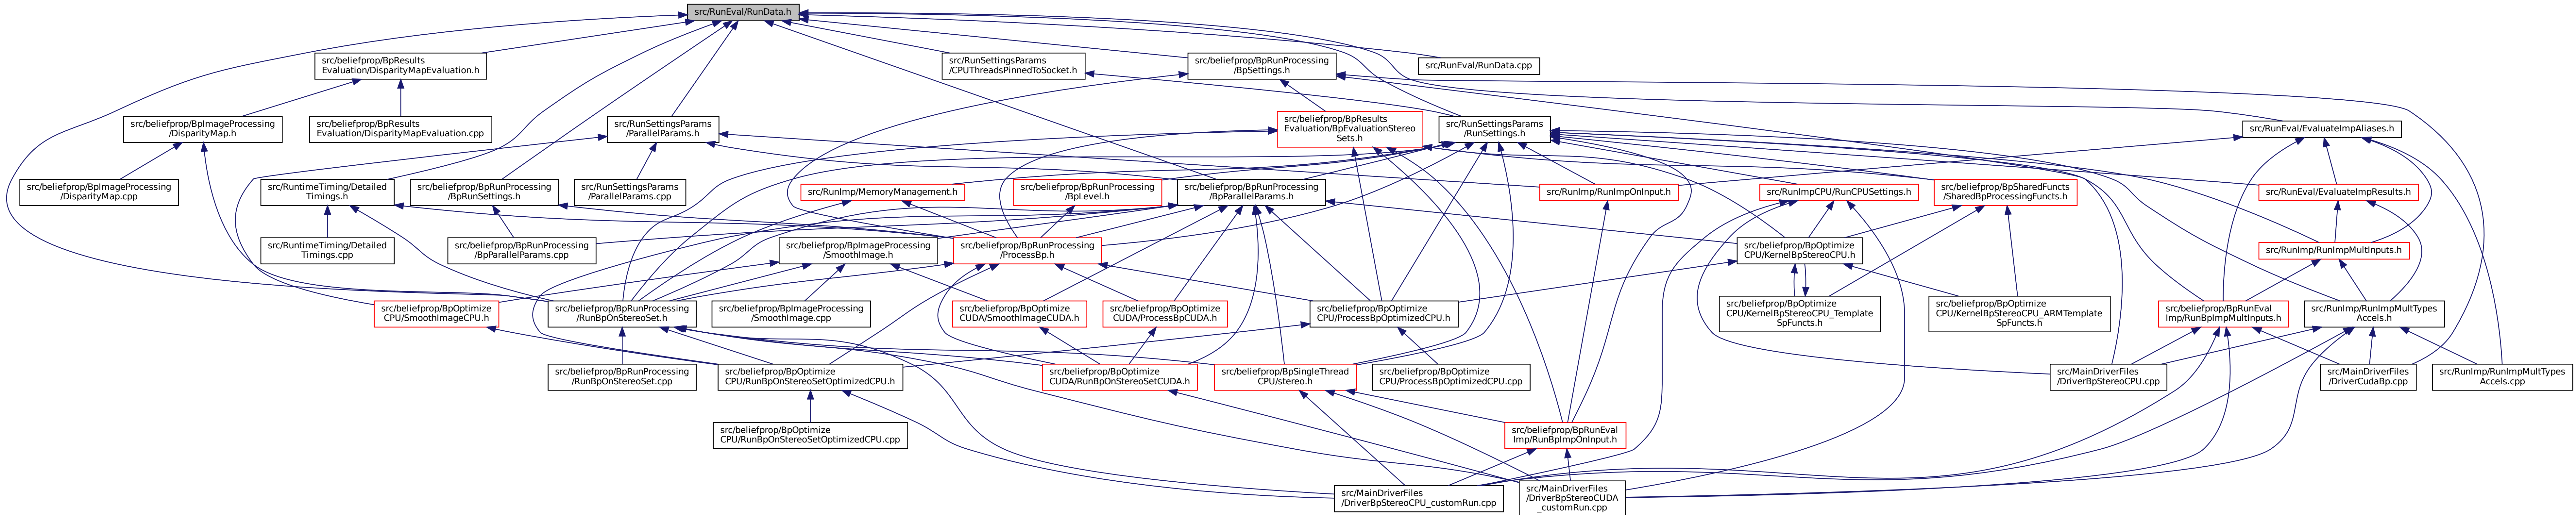 src/RunEval/RunData.h
src/beliefprop/BpResults
Evaluation/DisparityMapEvaluation.h
src/RunSettingsParams
/CPUThreadsPinnedToSocket.h
src/beliefprop/BpRunProcessing
/BpSettings.h
src/RunEval/RunData.cpp
src/beliefprop/BpImageProcessing
/DisparityMap.h
src/beliefprop/BpResults
Evaluation/DisparityMapEvaluation.cpp
src/RunSettingsParams
/ParallelParams.h
src/beliefprop/BpResults
Evaluation/BpEvaluationStereo
Sets.h
src/RunSettingsParams
/RunSettings.h
src/RunEval/EvaluateImpAliases.h
src/beliefprop/BpImageProcessing
/DisparityMap.cpp
src/RuntimeTiming/Detailed
Timings.h
src/beliefprop/BpRunProcessing
/BpRunSettings.h
src/RunSettingsParams
/ParallelParams.cpp
src/RunImp/MemoryManagement.h
src/beliefprop/BpRunProcessing
/BpLevel.h
src/beliefprop/BpRunProcessing
/BpParallelParams.h
src/RunImp/RunImpOnInput.h
src/RunImpCPU/RunCPUSettings.h
src/beliefprop/BpSharedFuncts
/SharedBpProcessingFuncts.h
src/RunEval/EvaluateImpResults.h
src/RuntimeTiming/Detailed
Timings.cpp
src/beliefprop/BpRunProcessing
/BpParallelParams.cpp
src/beliefprop/BpImageProcessing
/SmoothImage.h
src/beliefprop/BpRunProcessing
/ProcessBp.h
src/beliefprop/BpOptimize
CPU/KernelBpStereoCPU.h
src/RunImp/RunImpMultInputs.h
src/beliefprop/BpOptimize
CPU/SmoothImageCPU.h
src/beliefprop/BpRunProcessing
/RunBpOnStereoSet.h
src/beliefprop/BpImageProcessing
/SmoothImage.cpp
src/beliefprop/BpOptimize
CUDA/SmoothImageCUDA.h
src/beliefprop/BpOptimize
CUDA/ProcessBpCUDA.h
src/beliefprop/BpOptimize
CPU/ProcessBpOptimizedCPU.h
src/beliefprop/BpOptimize
CPU/KernelBpStereoCPU_Template
SpFuncts.h
src/beliefprop/BpOptimize
CPU/KernelBpStereoCPU_ARMTemplate
SpFuncts.h
src/beliefprop/BpRunEval
Imp/RunBpImpMultInputs.h
src/RunImp/RunImpMultTypes
Accels.h
src/beliefprop/BpRunProcessing
/RunBpOnStereoSet.cpp
src/beliefprop/BpOptimize
CPU/RunBpOnStereoSetOptimizedCPU.h
src/beliefprop/BpOptimize
CUDA/RunBpOnStereoSetCUDA.h
src/beliefprop/BpSingleThread
CPU/stereo.h
src/beliefprop/BpOptimize
CPU/ProcessBpOptimizedCPU.cpp
src/MainDriverFiles
/DriverBpStereoCPU.cpp
src/MainDriverFiles
/DriverCudaBp.cpp
src/RunImp/RunImpMultTypes
Accels.cpp
src/beliefprop/BpOptimize
CPU/RunBpOnStereoSetOptimizedCPU.cpp
src/beliefprop/BpRunEval
Imp/RunBpImpOnInput.h
src/MainDriverFiles
/DriverBpStereoCPU_customRun.cpp
src/MainDriverFiles
/DriverBpStereoCUDA
_customRun.cpp